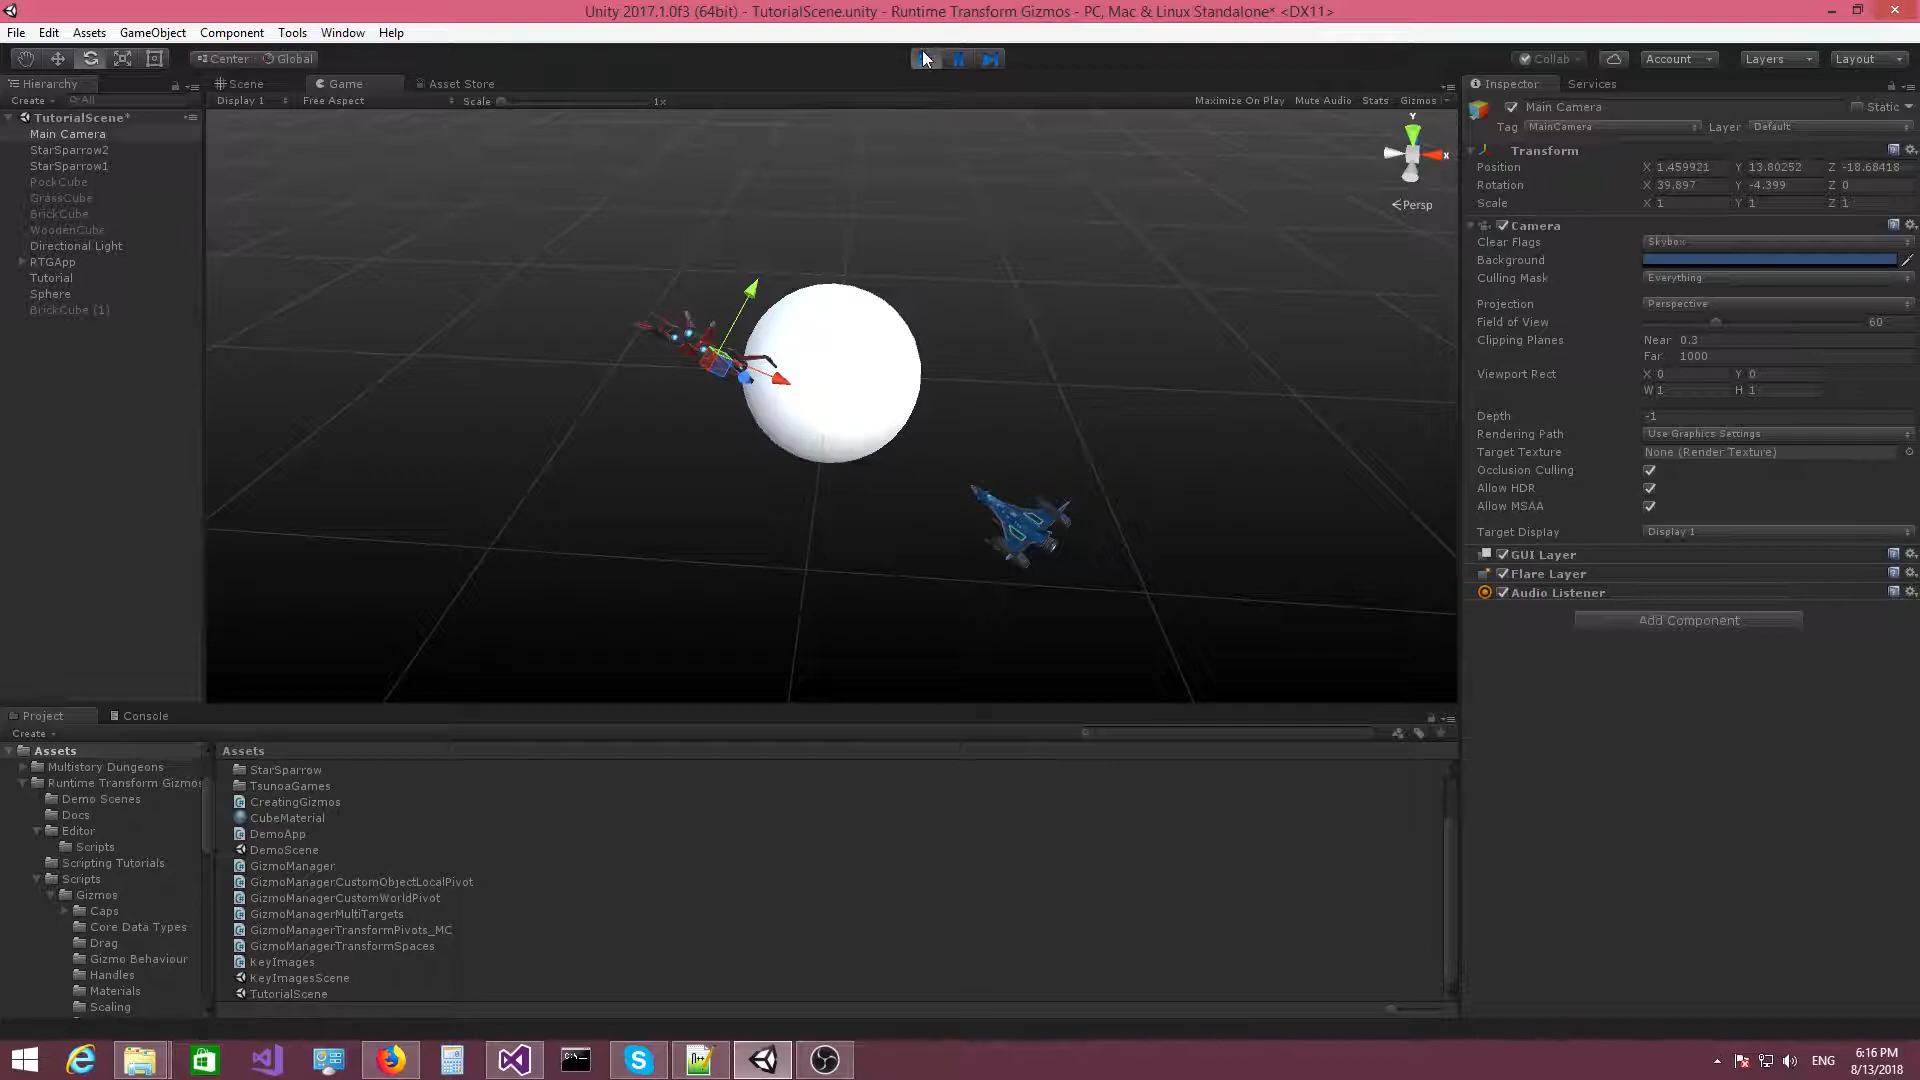 Unity 2017.1.0f3 (64bit) - TutorialScene.unity - Runtime Transform Gizmos - PC, Mac & Linux Standalone* <DX11>
File Edit Assets GameObject Component Tools Window Help
Center Global Collab Account Layers Layout
Hierarchy Scene Game Asset Store Inspector Services
Create All Display 1 Free Aspect Scale 1x Maximize On Play Mute Audio Stats Gizmos
TutorialScene*
Main Camera
StarSparrow2
StarSparrow1
PockCube
GrassCube
BrickCube
WoodenCube
Directional Light
RTGApp
Tutorial
Sphere
BrickCube (1)
Y
x
Persp
Main Camera Static
Tag MainCamera Layer Default
Transform
Position X 1.459921 Y 13.80252 Z -18.68418
Rotation X 39.897 Y -4.399 Z 0
Scale X 1 Y 1 Z 1
Camera
Clear Flags Skybox
Background
Culling Mask Everything
Projection Perspective
Field of View 60
Clipping Planes Near 0.3
Far 1000
Viewport Rect X 0 Y 0
W 1 H 1
Depth -1
Rendering Path Use Graphics Settings
Target Texture None (Render Texture)
Occlusion Culling
Allow HDR
Allow MSAA
Target Display Display 1
GUI Layer
Flare Layer
Audio Listener
Add Component
Project Console
Create
Assets
Multistory Dungeons
Runtime Transform Gizmos
Demo Scenes
Docs
Editor
Scripts
Scripting Tutorials
Scripts
Gizmos
Caps
Core Data Types
Drag
Gizmo Behaviour
Handles
Materials
Scaling
Assets
StarSparrow
TsunoaGames
CreatingGizmos
CubeMaterial
DemoApp
DemoScene
GizmoManager
GizmoManagerCustomObjectLocalPivot
GizmoManagerCustomWorldPivot
GizmoManagerMultiTargets
GizmoManagerTransformPivots_MC
GizmoManagerTransformSpaces
KeyImages
KeyImagesScene
TutorialScene
ENG
6:16 PM
8/13/2018